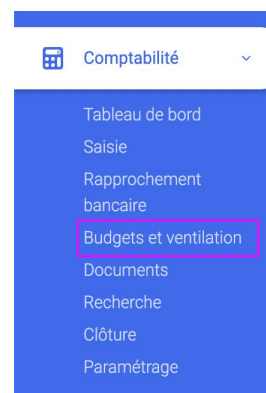 Comptabilité
Tableau de bord
Saisie
Rapprochement
bancaire
Budgets et ventilation
Documents
Recherche
Clôture
Paramétrage